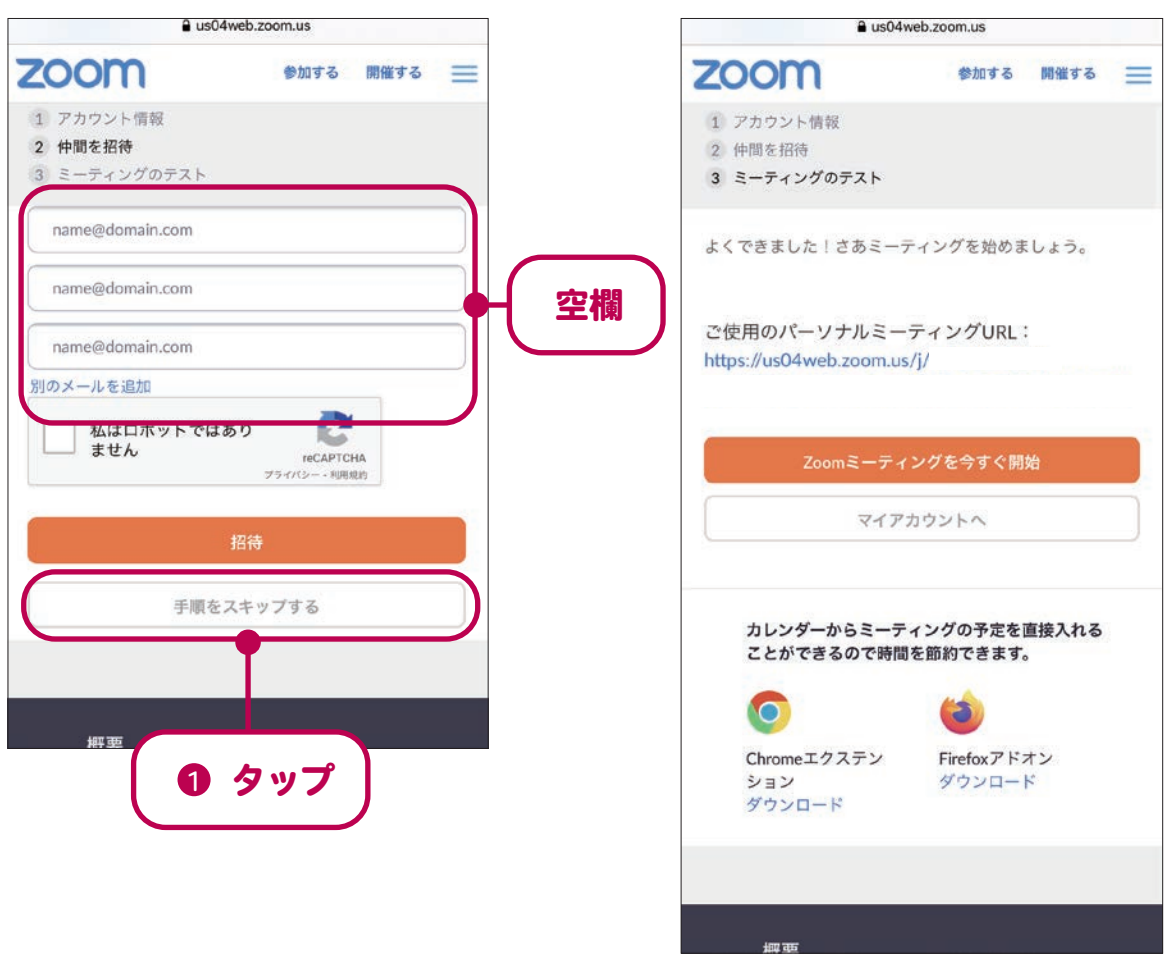 us04web.zoom.us
zoom 参加する 開催する
1 アカウント情報
2 仲間を招待
3 ミーティングのテスト
name@domain.com
name@domain.com
name@domain.com
別のメールを追加
空欄
私はロボットではあり
ません
reCAPTCHA
プライバシー - 利用規約
招待
手順をスキップする
概要
❶ タップ
us04web.zoom.us
zoom 参加する 開催する
1 アカウント情報
2 仲間を招待
3 ミーティングのテスト
よくできました！さあミーティングを始めましょう。
ご使用のパーソナルミーティングURL：
https://us04web.zoom.us/j/
Zoomミーティングを今すぐ開始
マイアカウントへ
カレンダーからミーティングの予定を直接入れる
ことができるので時間を節約できます。
Chromeエクステン
ション
ダウンロード
Firefoxアドオン
ダウンロード
概要